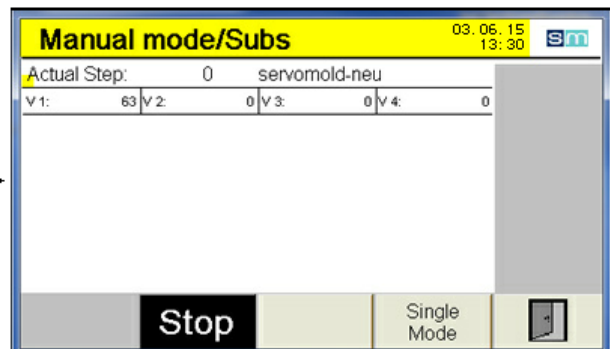 Manual mode/Subs
03. 06. 15
13: 30
sm
Actual Step: 0 servomold-neu
V 1: 63 V 2: 0 V 3: 0 V 4: 0
Stop
Single
Mode